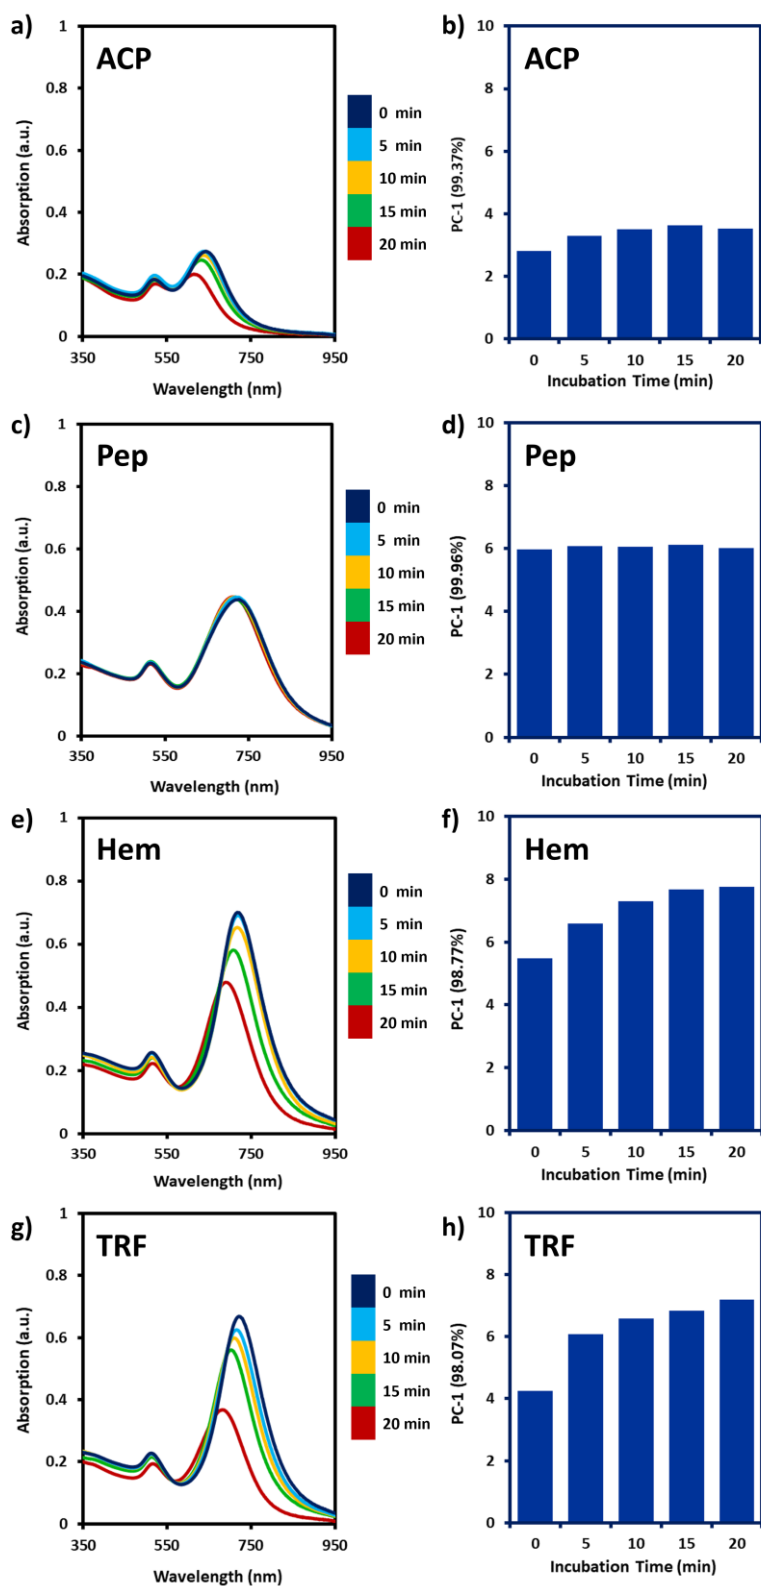 a)
ACP
1
0.8
0.6
0.4
0.2
0
Absorption (a.u.)
350 550 750 950
Wavelength (nm)
0 min
5 min
10 min
15 min
20 min
b)
ACP
10
8
6
4
2
0
PC-1 (99.37%)
0 5 10 15 20
Incubation Time (min)
c)
Pep
1
0.8
0.6
0.4
0.2
0
Absorption (a.u.)
350 550 750 950
Wavelength (nm)
0 min
5 min
10 min
15 min
20 min
d)
Pep
10
8
6
4
2
0
PC-1 (99.96%)
0 5 10 15 20
Incubation Time (min)
e)
Hem
1
0.8
0.6
0.4
0.2
0
Absorption (a.u.)
350 550 750 950
Wavelength (nm)
0 min
5 min
10 min
15 min
20 min
f)
Hem
10
8
6
4
2
0
PC-1 (98.77%)
0 5 10 15 20
Incubation Time (min)
g)
TRF
1
0.8
0.6
0.4
0.2
0
Absorption (a.u.)
350 550 750 950
Wavelength (nm)
0 min
5 min
10 min
15 min
20 min
h)
TRF
10
8
6
4
2
0
PC-1 (98.07%)
0 5 10 15 20
Incubation Time (min)